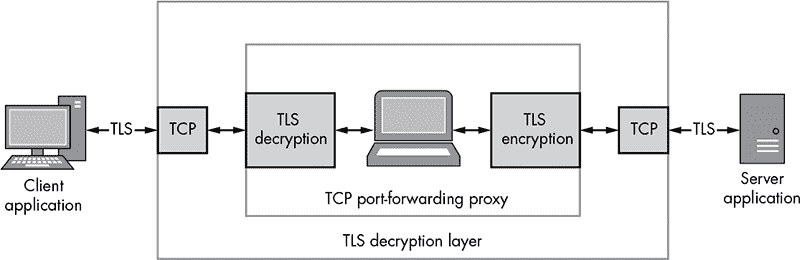 TLS
TCP
TLS
decryption
TLS
encryption
TCP
TLS
Client
application
TCP port-forwarding proxy
Server
application
TLS decryption layer